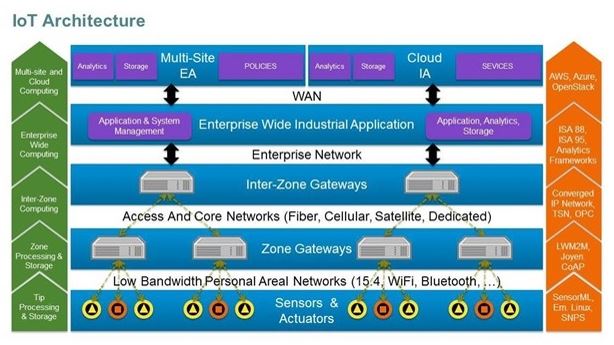 IoT Architecture
Multi-site and
Cloud
Computing
Enterprise
Wide
Computing
Inter-Zone
Computing
Zone
Processing &
Storage
Tip
Processing
& Storage
Analytics
Storage
Multi-Site
EA
POLICIES
Analytics
Storage
Cloud
IA
SEVICES
WAN
Application & System
Management
Enterprise Wide Industrial Application
Application, Analytics,
Storage
Enterprise Network
Inter-Zone Gateways
Access And Core Networks (Fiber, Cellular, Satellite, Dedicated)
Zone Gateways
Low Bandwidth Personal Areal Networks (15.4, WiFi, Bluetooth, ...)
Sensors &
Actuators
AWS, Azure,
OpenStack
ISA 88,
ISA 95,
Analytics
Frameworks
Converged
IP Network,
TSN, OPC
LWM2M,
Joyen,
CoAP
SensorML,
Em. Linux,
SNPS